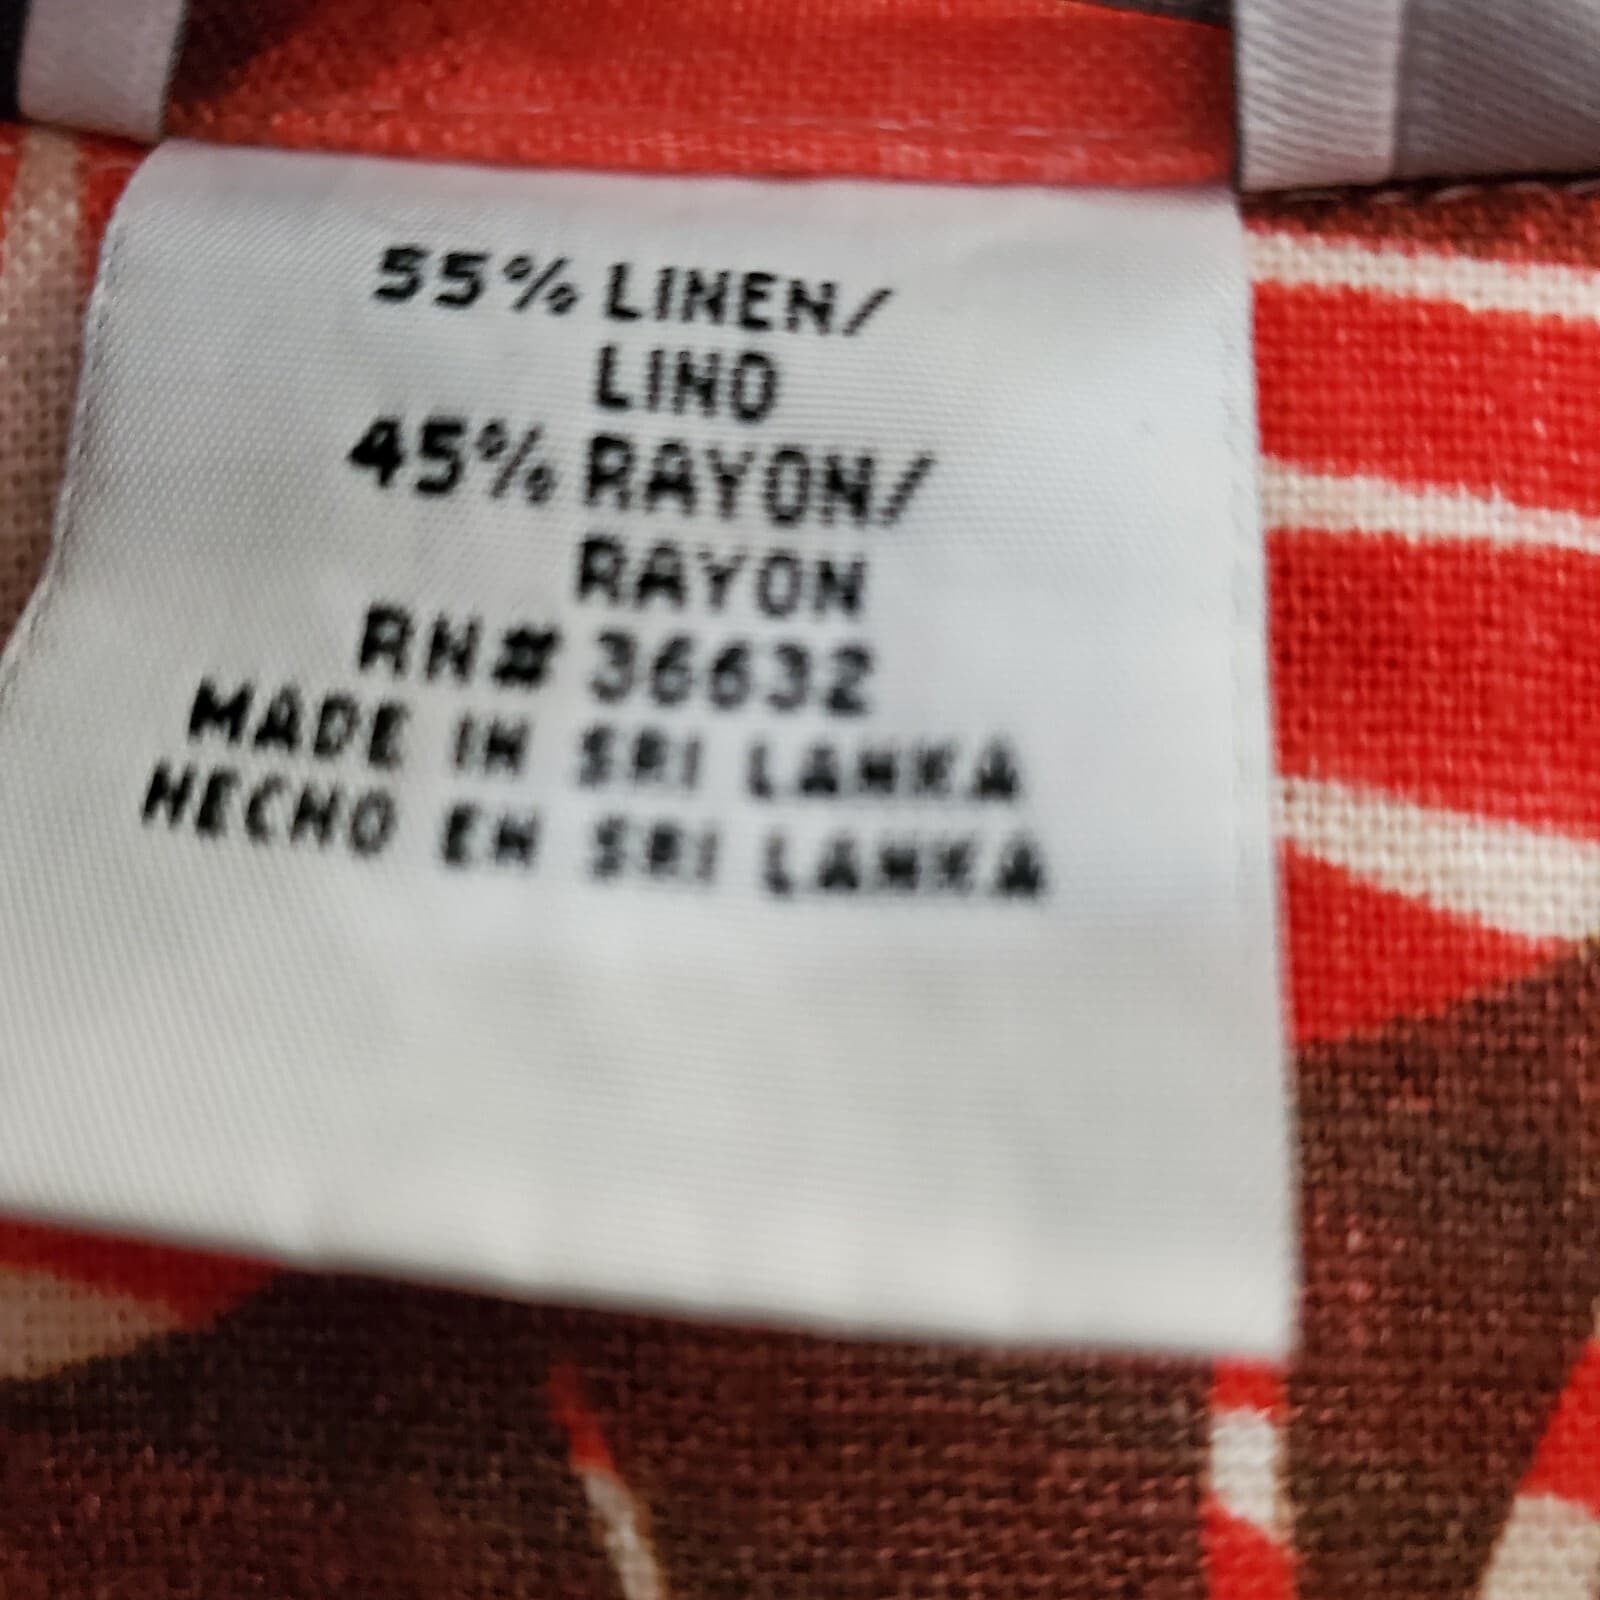 55% LINEN/
LINO
45% RAYON/
RAYON
RN# 36632
MADE IN SRI LANKA
HECHO EN SRI LANKA